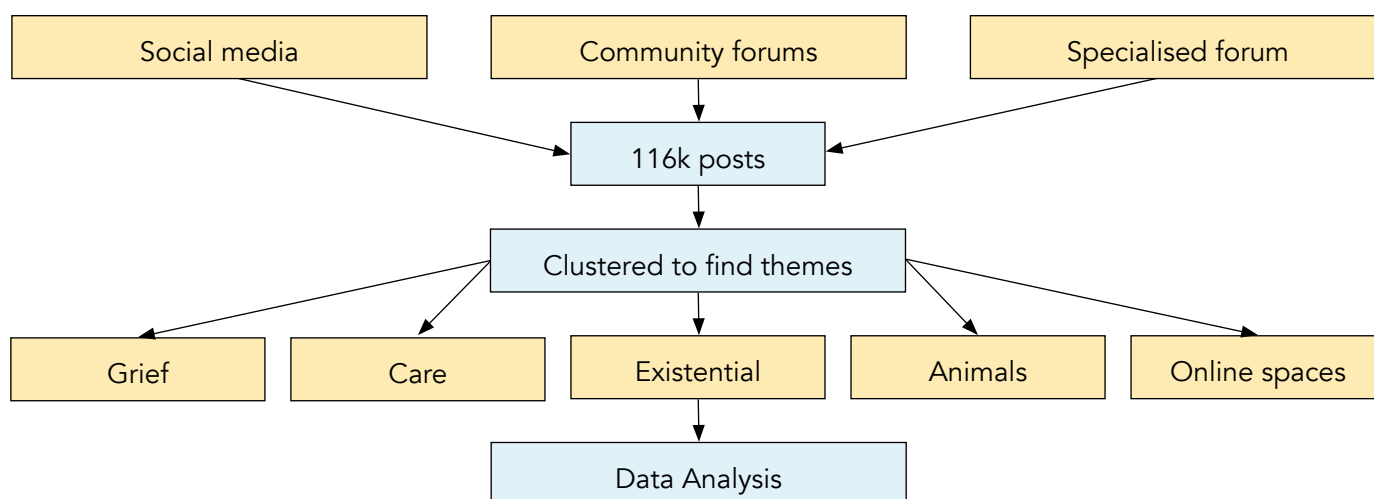 Social media
Community forums
Specialised forum
116k posts
Clustered to find themes
Grief
Care
Existential
Animals
Online spaces
Data Analysis